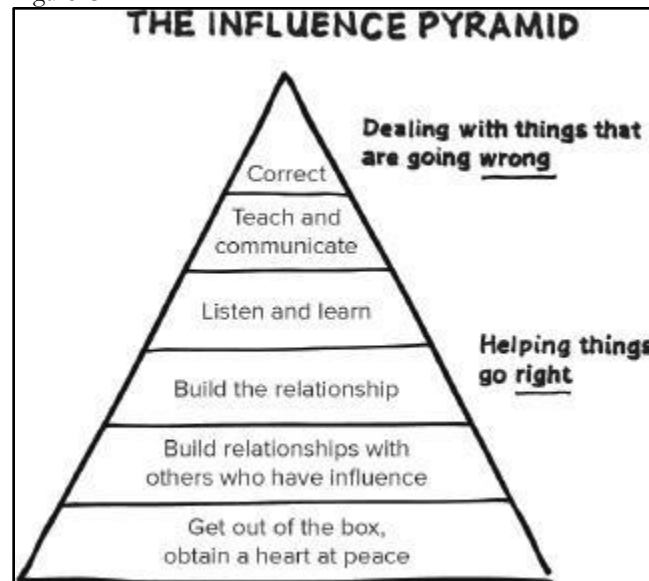 THE INFLUENCE PYRAMID
Dealing with things that
are going wrong
Correct
Teach and
communicate
Listen and learn
Helping things
go right
Build the relationship
Build relationships with
others who have influence
Get out of the box,
obtain a heart at peace